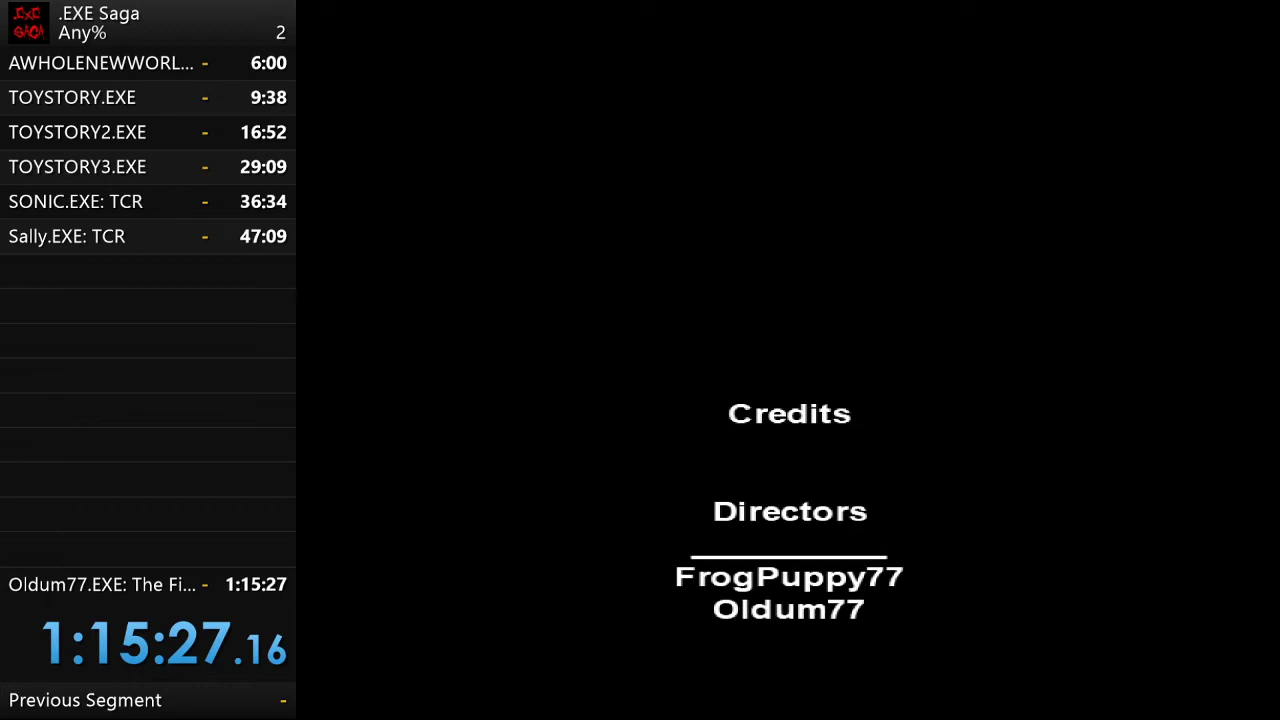 .EXE SAGA
.EXE Saga
Any% 2
AWHOLENEWWORL... - 6:00
TOYSTORY.EXE - 9:38
TOYSTORY2.EXE - 16:52
TOYSTORY3.EXE - 29:09
SONIC.EXE: TCR - 36:34
Sally.EXE: TCR - 47:09
Oldum77.EXE: The Fi... - 1:15:27
1:15:27.16
Previous Segment -
Credits
Directors
FrogPuppy77
Oldum77